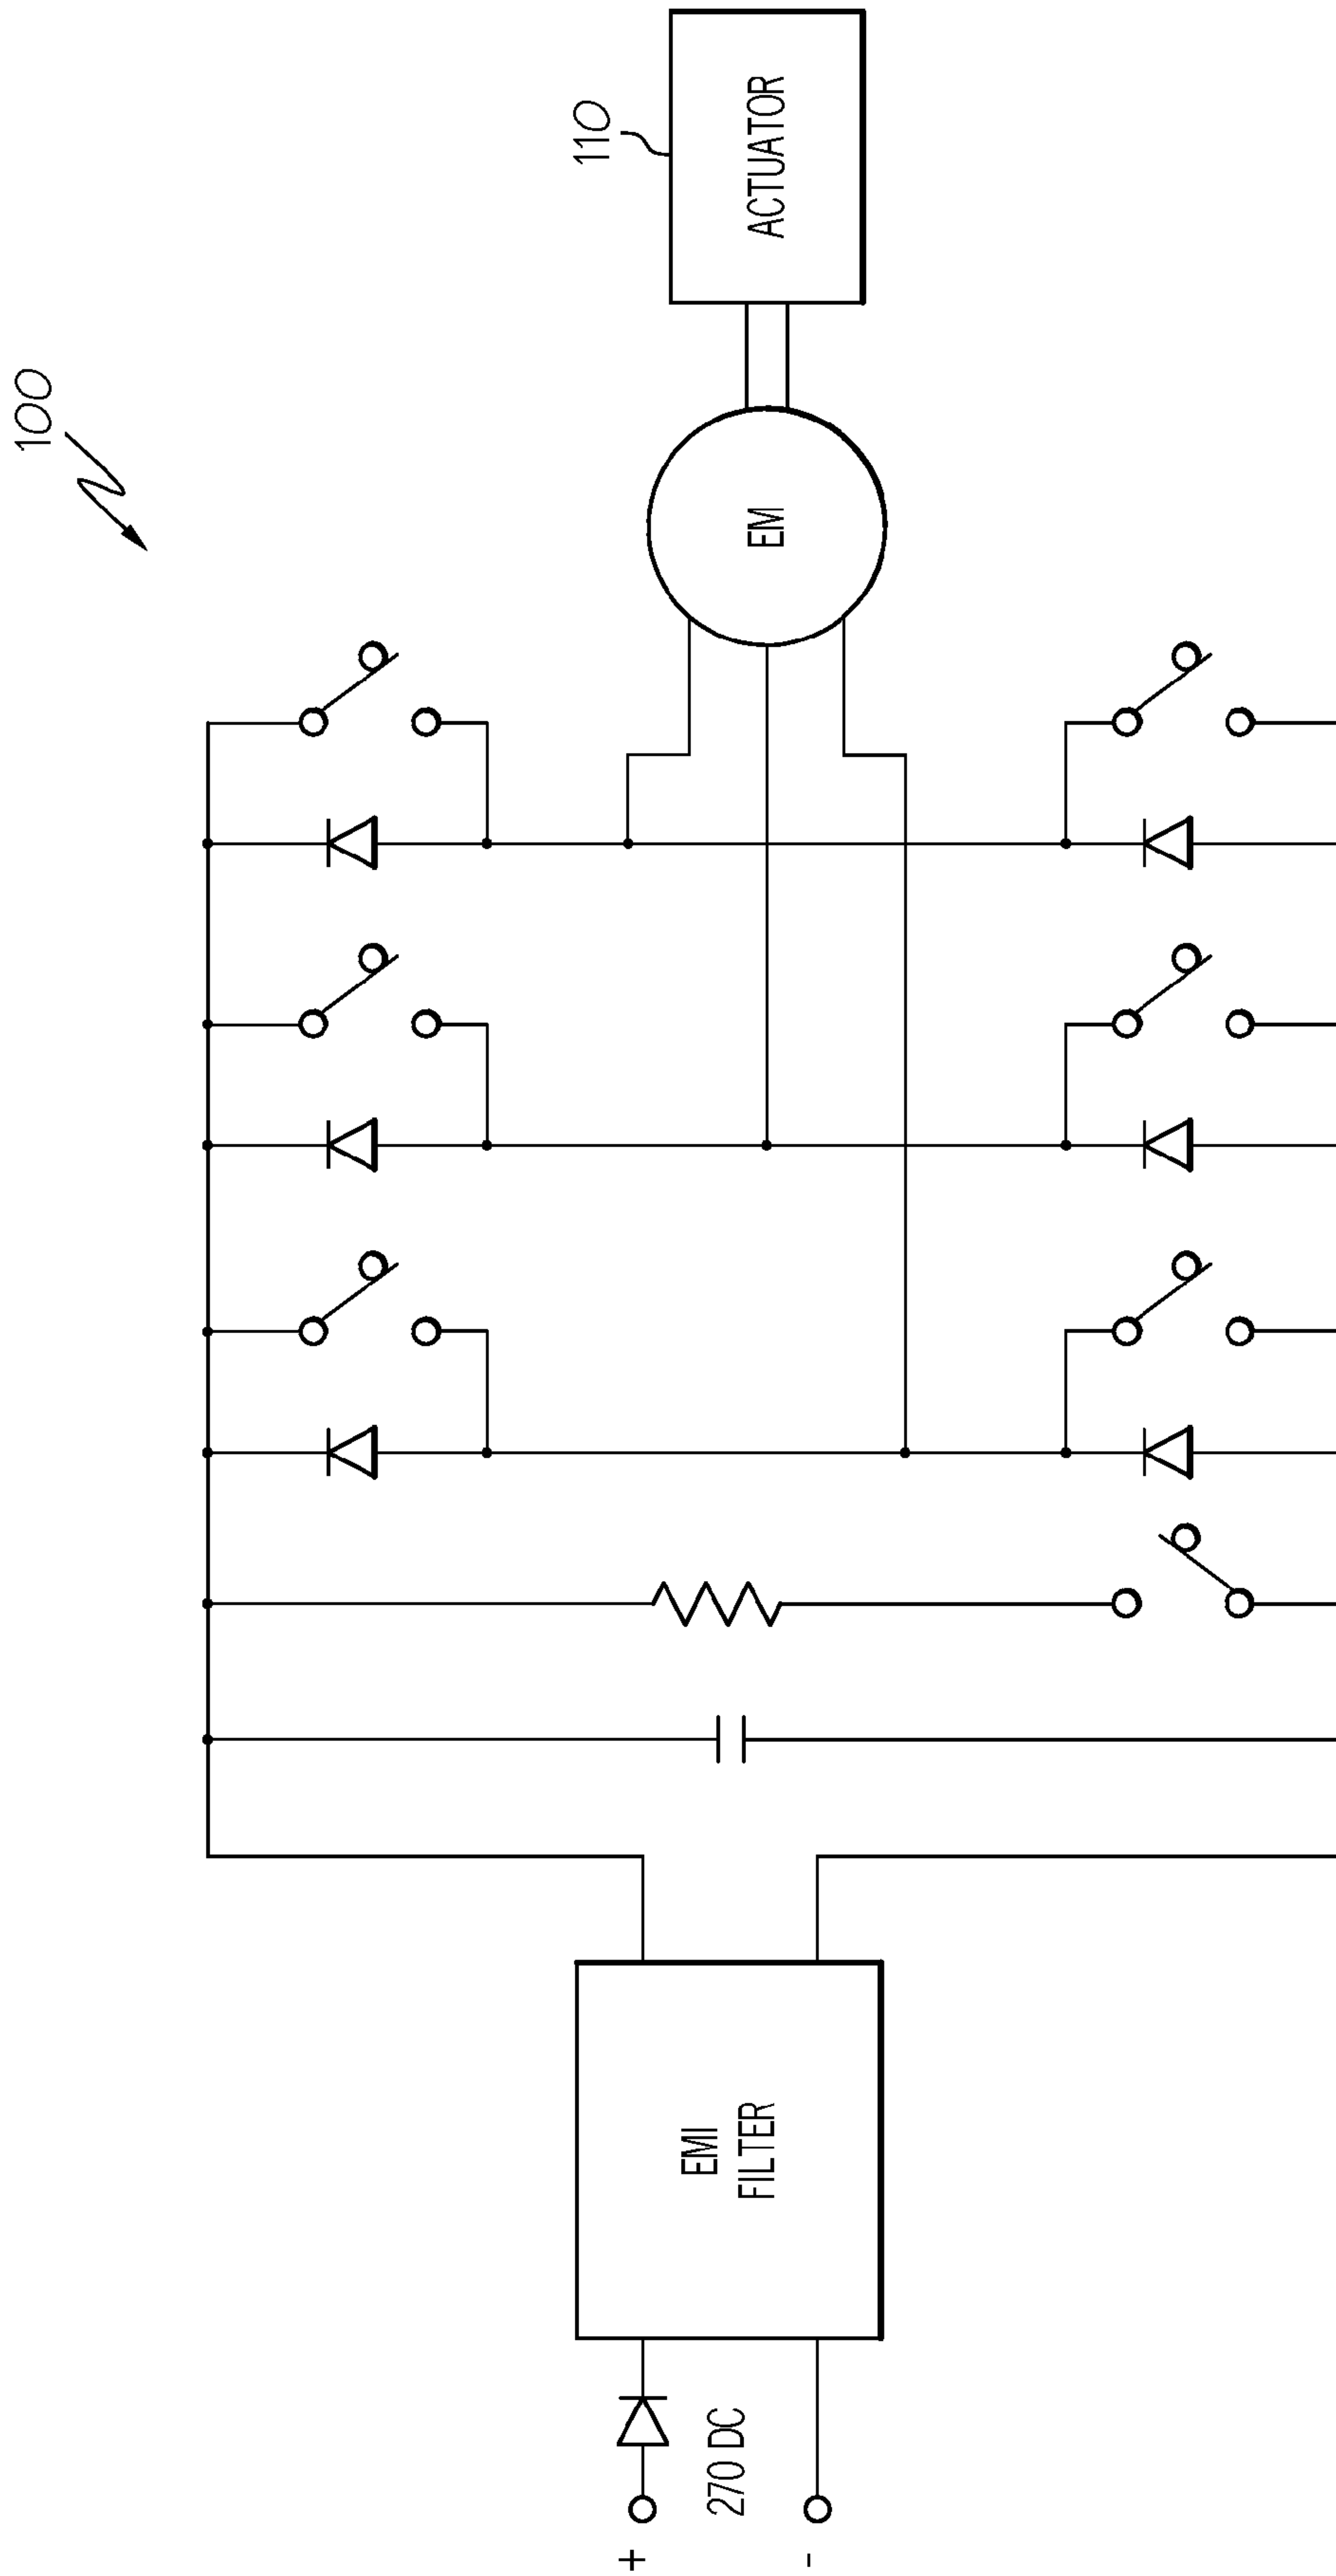 100
110
ACTUATOR
EM
EMI
FILTER
+
270 DC
-